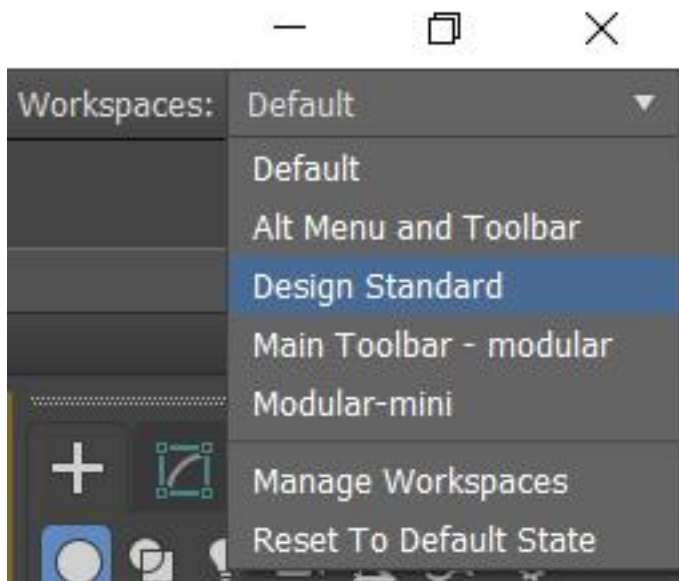 Workspaces: Default
Default
Alt Menu and Toolbar
Design Standard
Main Toolbar - modular
Modular-mini
Manage Workspaces
Reset To Default State